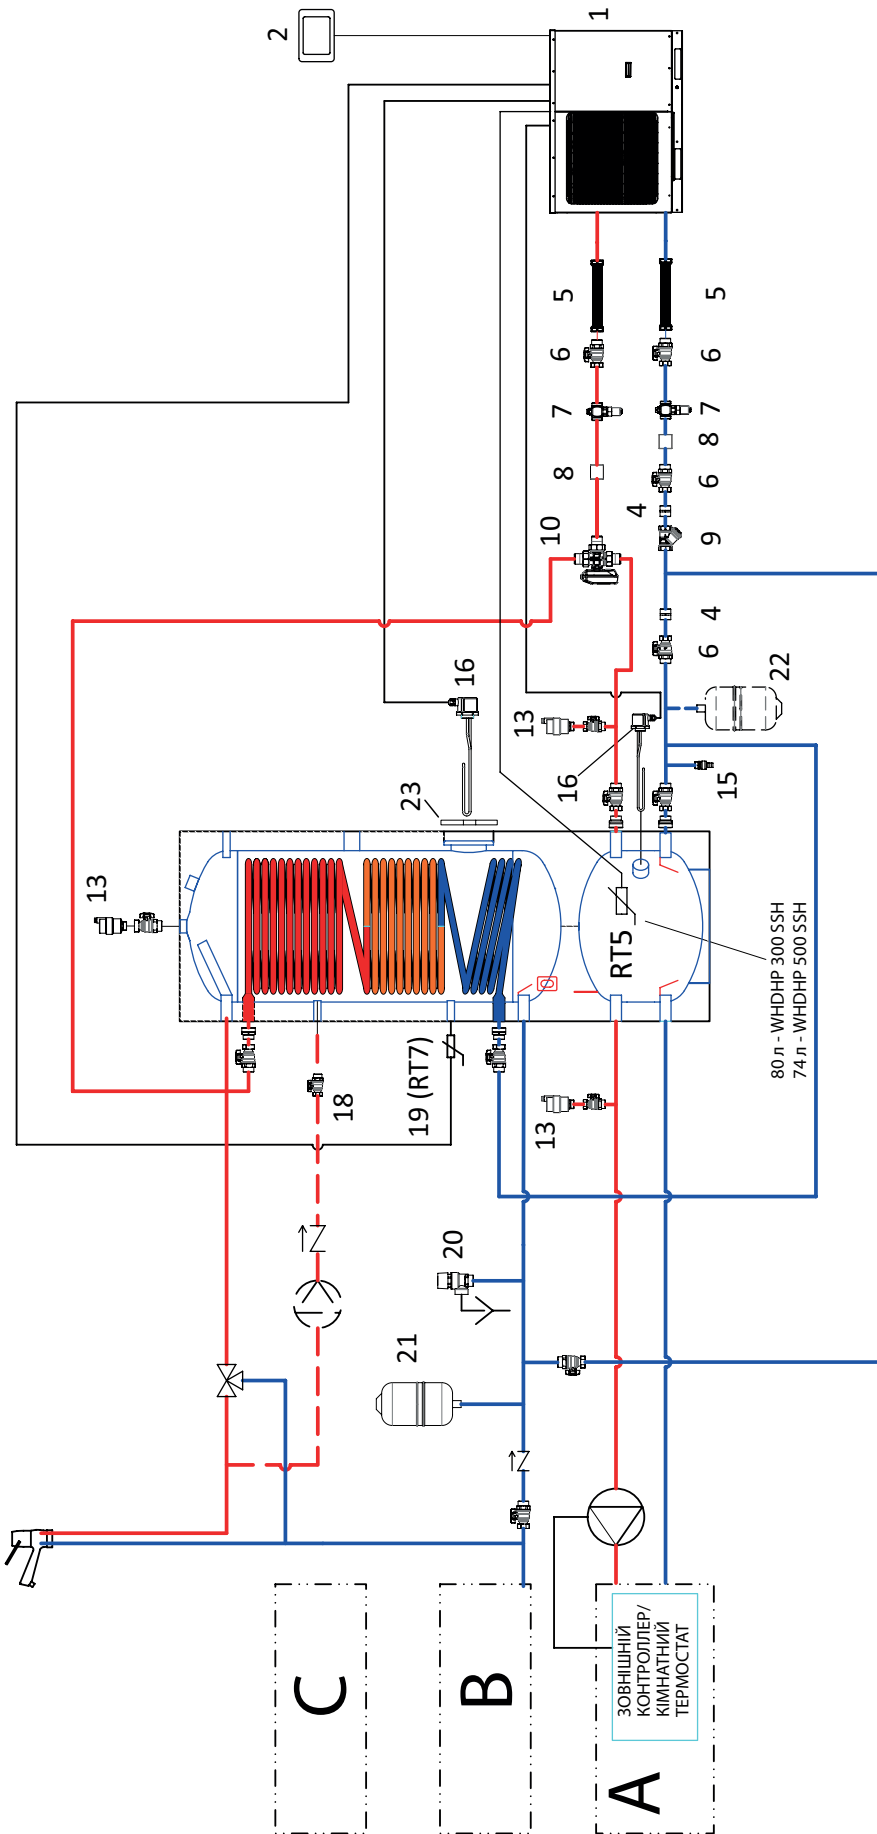 2
13
C
18
21
23
19 (RT7)
20
16
B
13
13
10
8
7
6
5
16
1
RT5
A
ЗОВНІШНІЙ
КОНТРОЛЛЕР/
КІМНАТНИЙ
ТЕРМОСТАТ
4
6
4
9
6
8
7
6
5
15
22
80 л - WHDHP 300 SSH
74 л - WHDHP 500 SSH